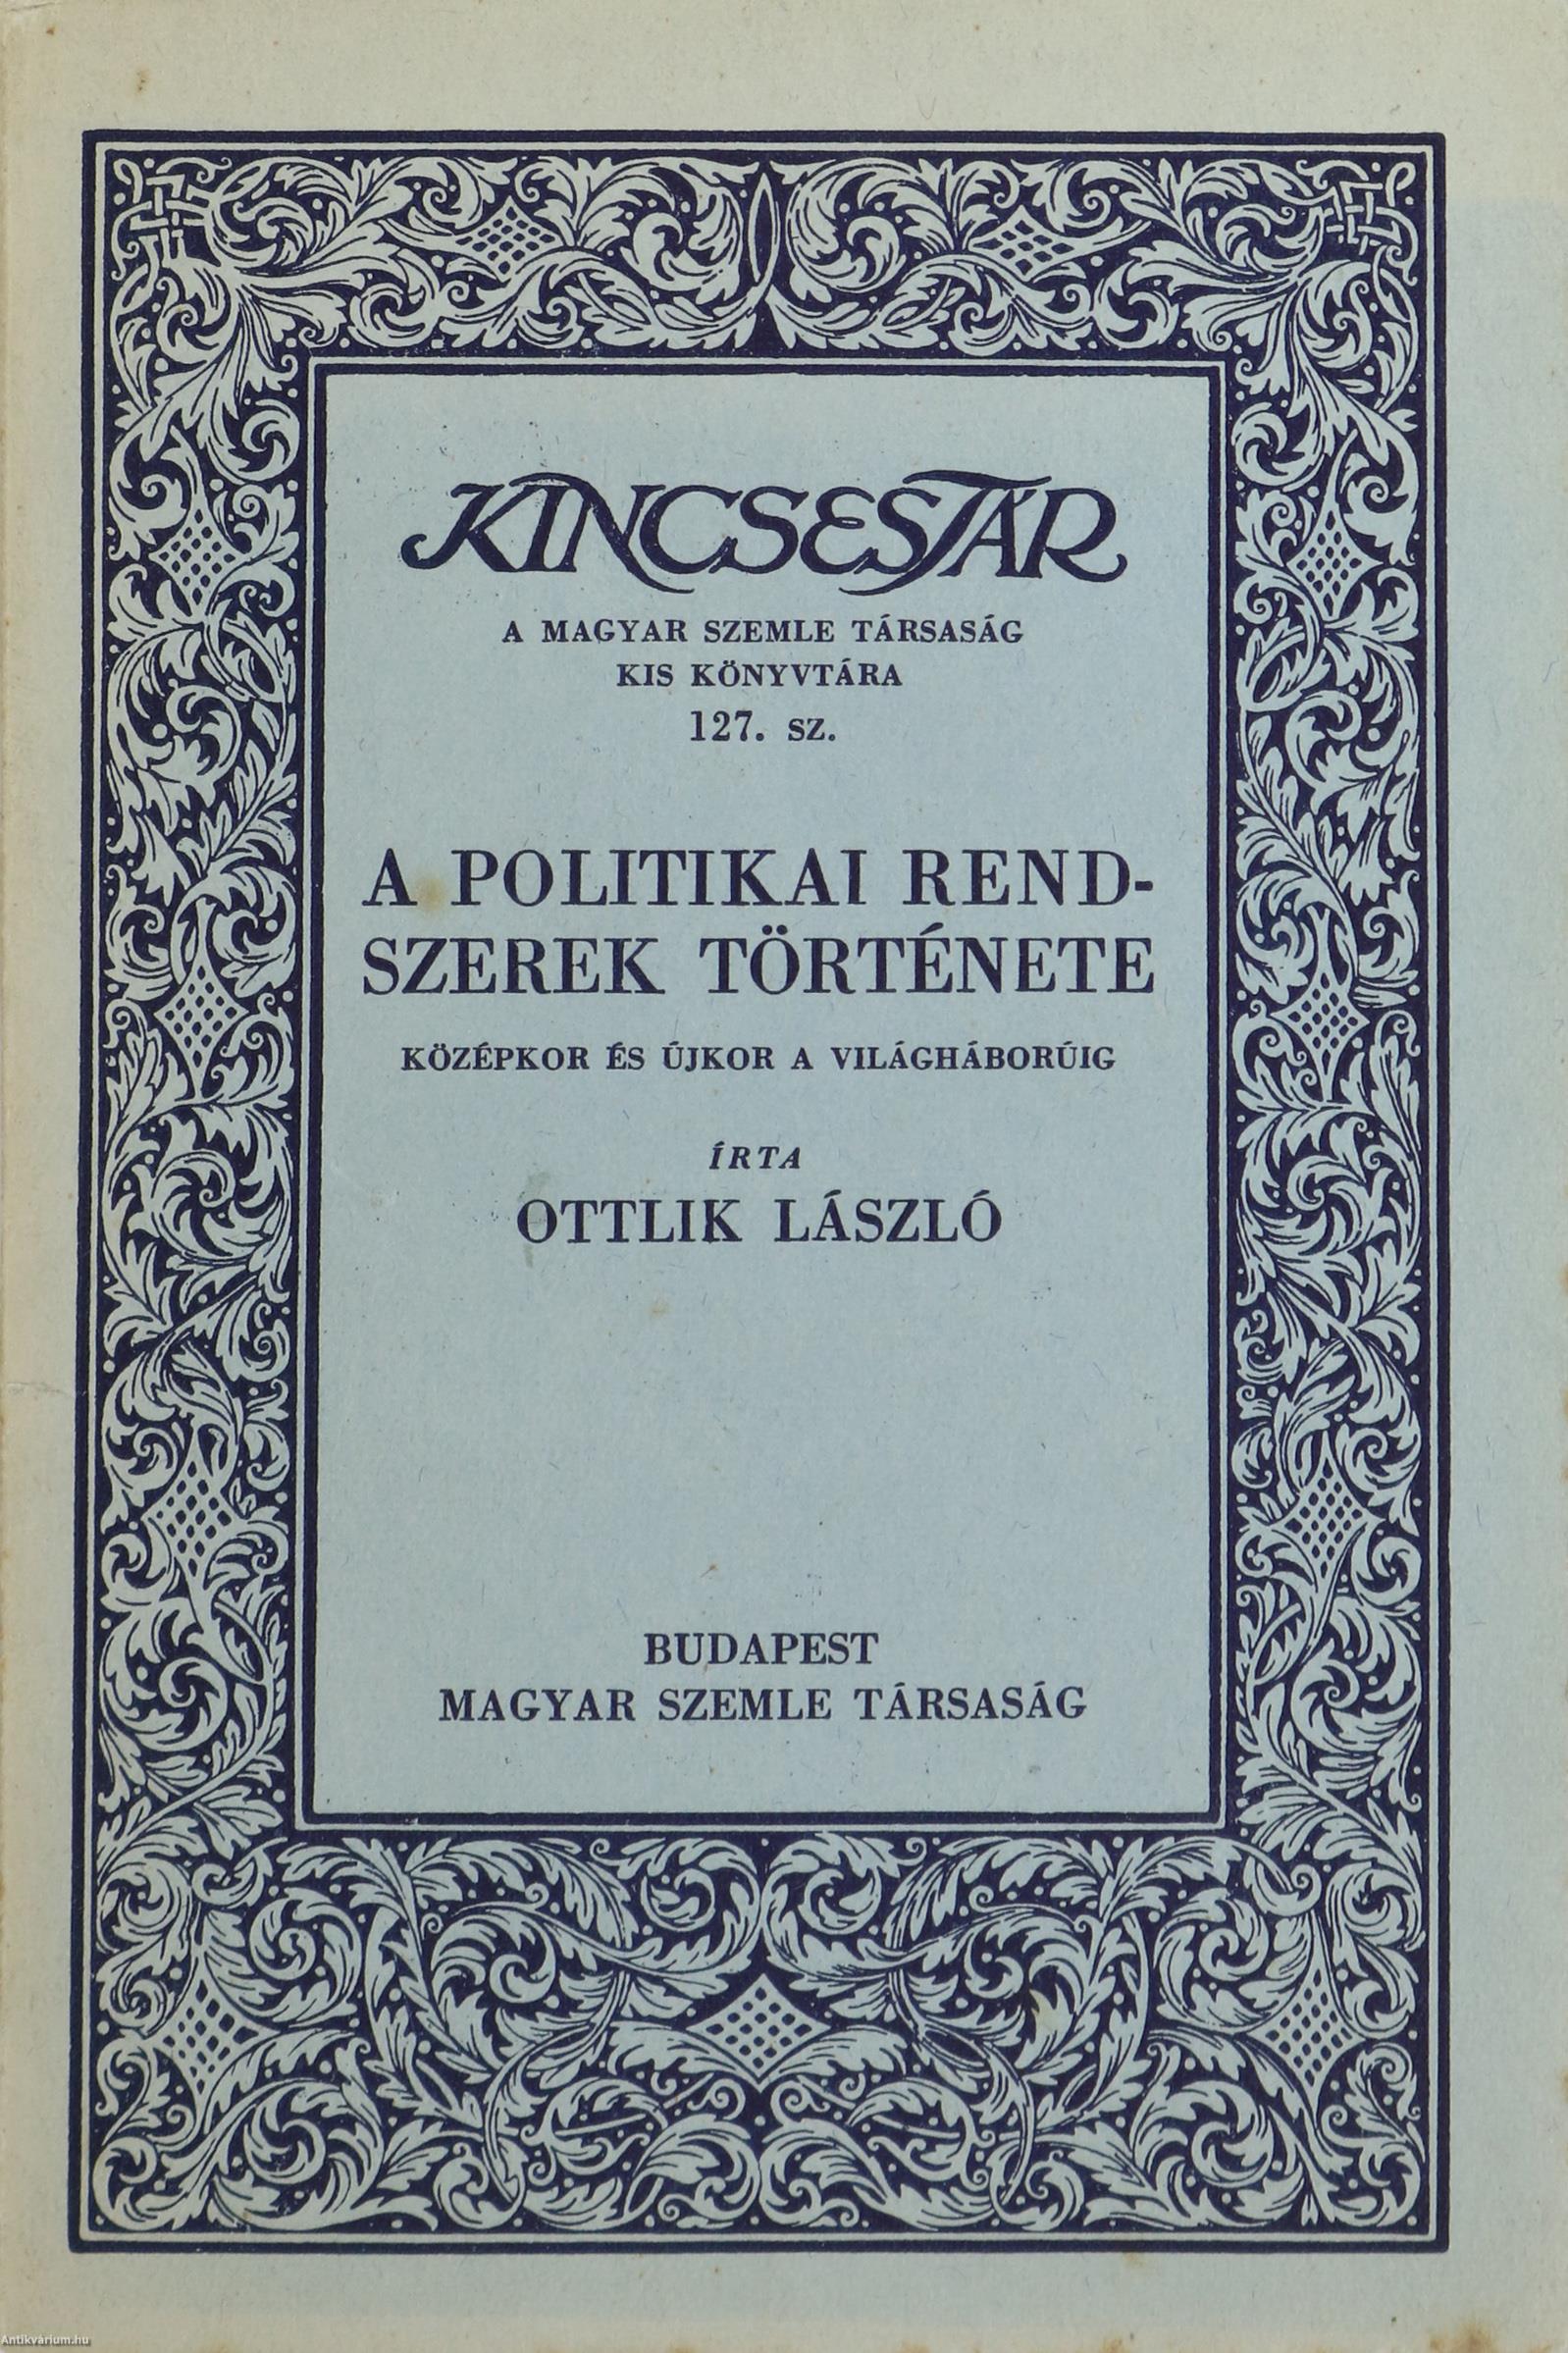 KINCSESTÁR
A MAGYAR SZEMLE TÁRSASÁG
KIS KÖNYVTÁRA
127. SZ.
A POLITIKAI REND-
SZEREK TÖRTÉNETE
KÖZÉPKOR ÉS ÚJKOR A VILÁGHÁBORÚIG
ÍRTA
OTTLIK LÁSZLÓ
BUDAPEST
MAGYAR SZEMLE TÁRSASÁG
Antikvárium.hu